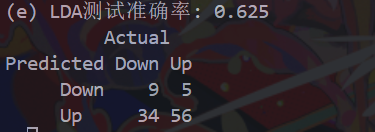 (e) LDA测试准确率: 0.625
Actual
Predicted Down Up
Down 9 5
Up 34 56